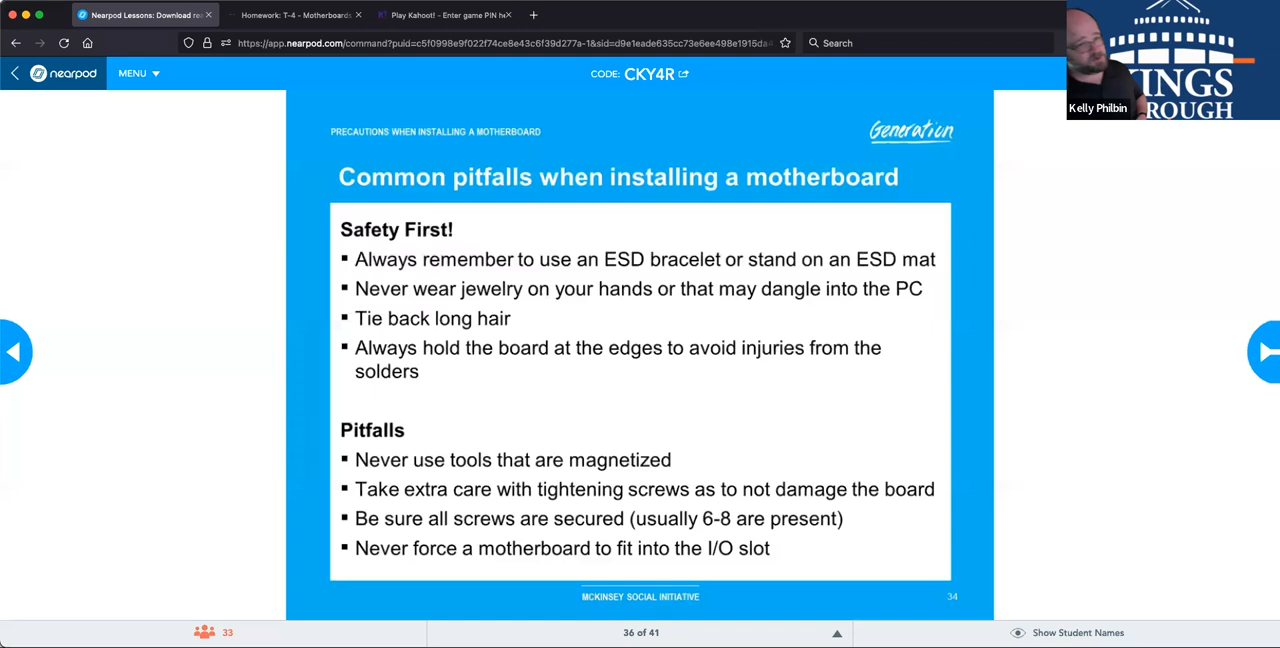 Nearpod Lessons: Download rea
Homework: T-4 - Motherboards
Play Kahoot! - Enter game PIN he
https://app.nearpod.com/command?puid=c5f0998e9f022f74ce8e43c6f39d277a-1&sid=d9e1eade635cc73e6ee498e1915da4
Search
nearpod
MENU
CODE: CKY4R
INGS
ROUGH
Kelly Philbin
PRECAUTIONS WHEN INSTALLING A MOTHERBOARD
Generation
Common pitfalls when installing a motherboard
Safety First!
▪ Always remember to use an ESD bracelet or stand on an ESD mat
▪ Never wear jewelry on your hands or that may dangle into the PC
▪ Tie back long hair
▪ Always hold the board at the edges to avoid injuries from the
solders
Pitfalls
▪ Never use tools that are magnetized
▪ Take extra care with tightening screws as to not damage the board
▪ Be sure all screws are secured (usually 6-8 are present)
▪ Never force a motherboard to fit into the I/O slot
MCKINSEY SOCIAL INITIATIVE
34
33
36 of 41
Show Student Names